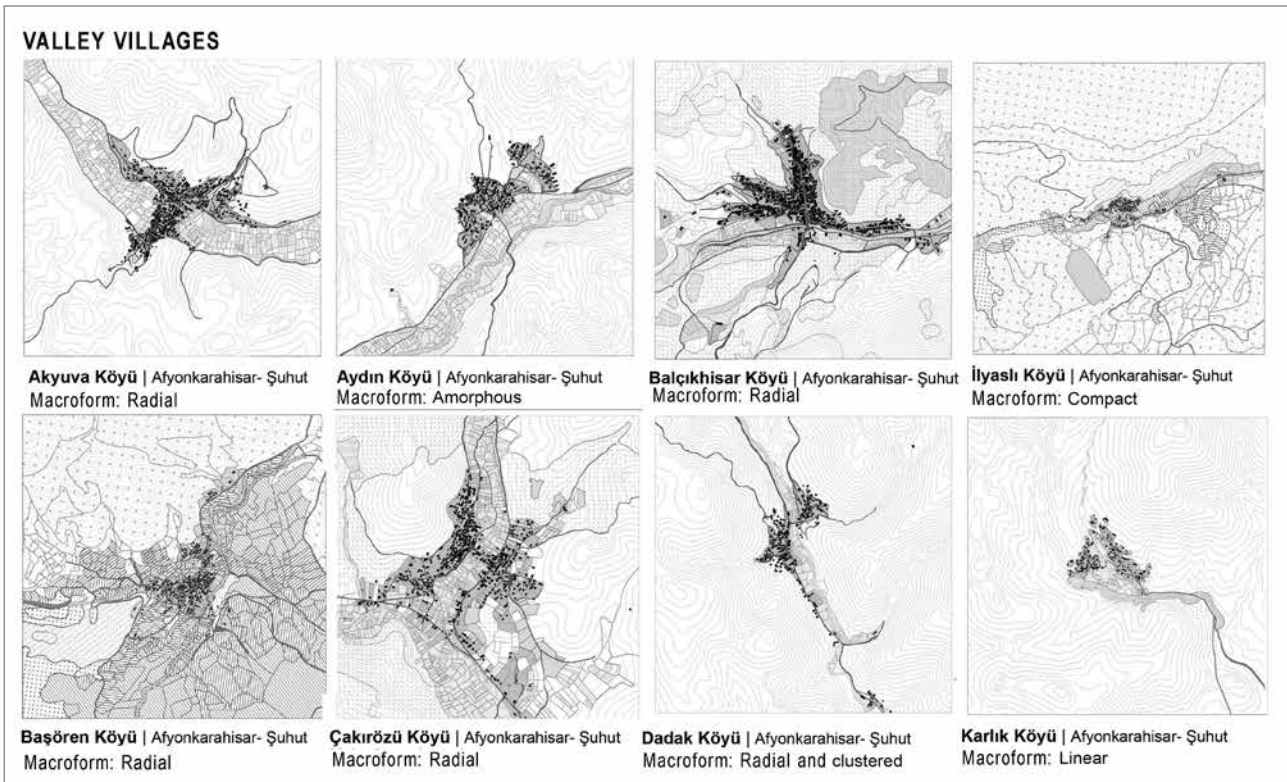 VALLEY VILLAGES
Akyuva Köyü | Afyonkarahisar- Şuhut
Macroform: Radial
Aydın Köyü | Afyonkarahisar- Şuhut
Macroform: Amorphous
Balçıkhisar Köyü | Afyonkarahisar- Şuhut
Macroform: Radial
İlyaslı Köyü | Afyonkarahisar- Şuhut
Macroform: Compact
Başören Köyü | Afyonkarahisar- Şuhut
Macroform: Radial
Çakırözü Köyü | Afyonkarahisar- Şuhut
Macroform: Radial
Dadak Köyü | Afyonkarahisar- Şuhut
Macroform: Radial and clustered
Karlık Köyü | Afyonkarahisar- Şuhut
Macroform: Linear